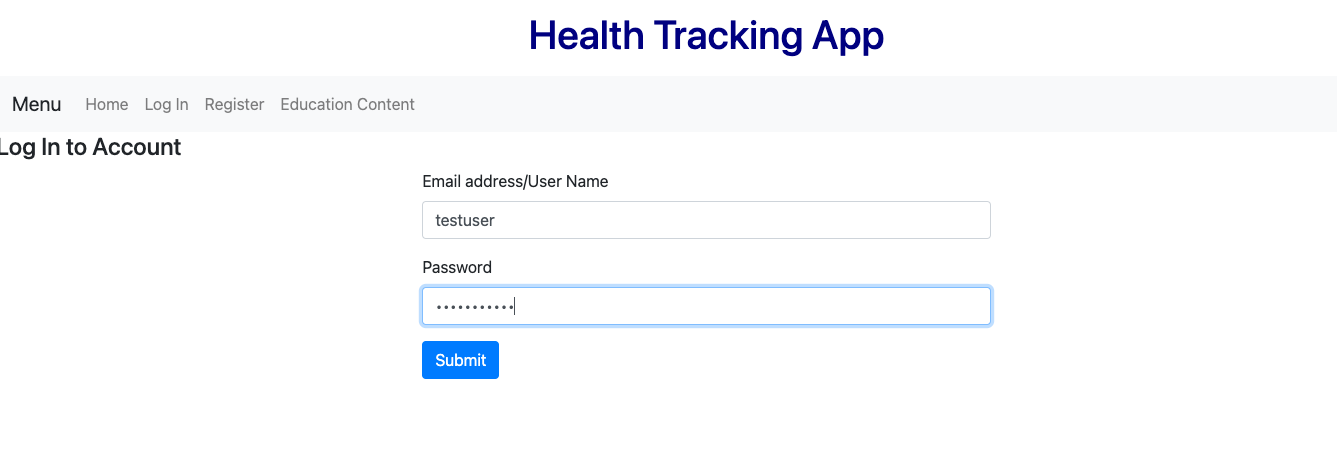 Health Tracking App
Menu Home Log In Register Education Content
Log In to Account
Email address/User Name
testuser
Password
•••••••••••
Submit